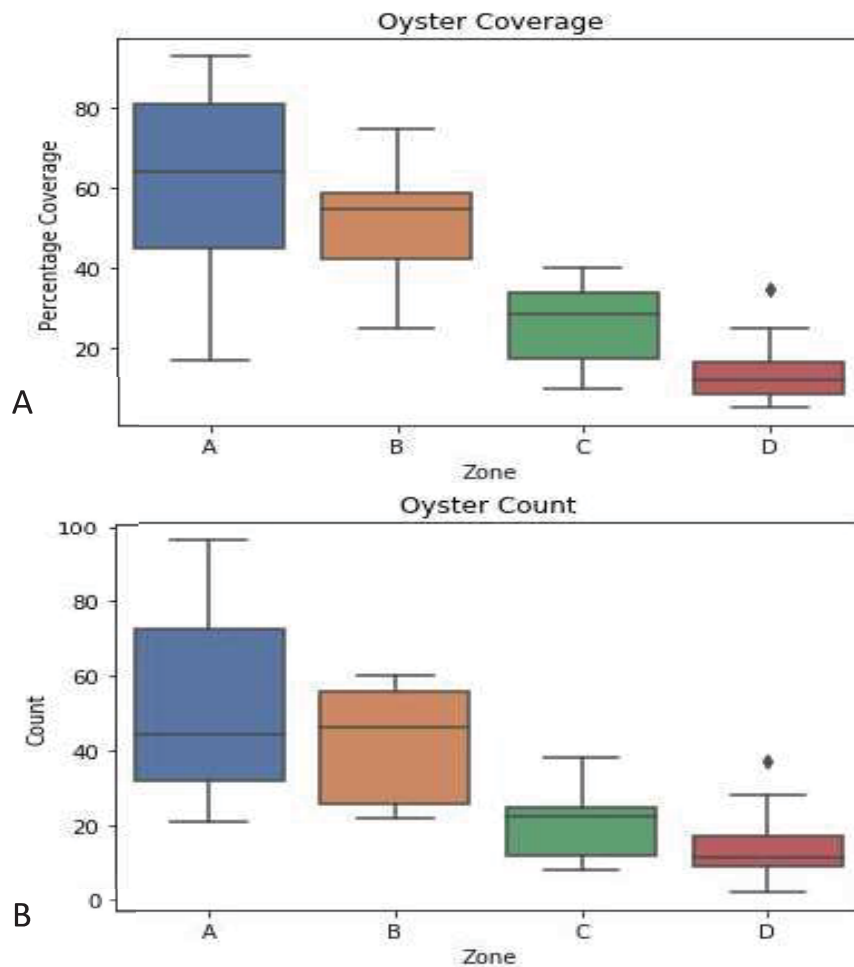 Oyster Coverage
Percentage Coverage
80
60
40
20
A
A B C D
Zone
Oyster Count
Count
100
80
60
40
20
0
B
A B C D
Zone